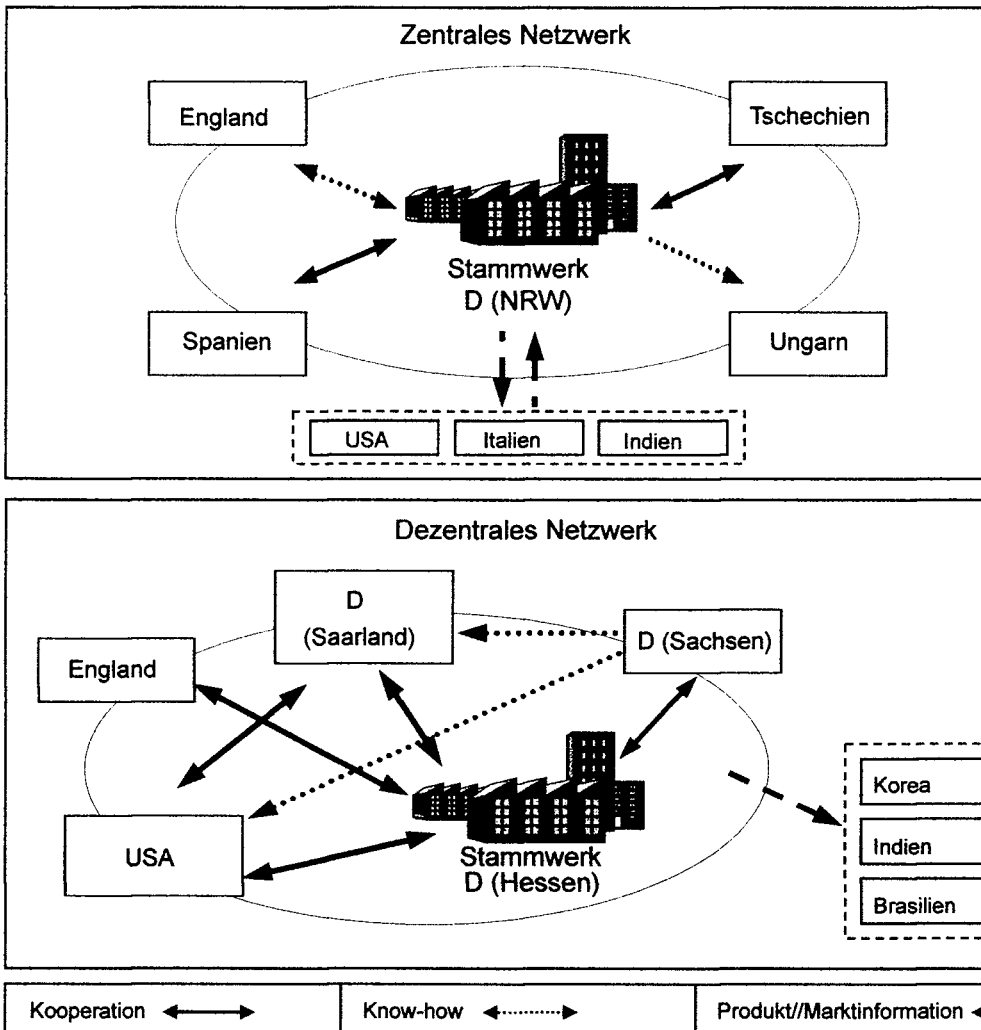 Zentrales Netzwerk
England
Tschechien
Stammwerk
D (NRW)
Spanien
Ungarn
USA
Italien
Indien
Dezentrales Netzwerk
D
(Saarland)
D (Sachsen)
England
Korea
USA
Stammwerk
D (Hessen)
Indien
Brasilien
Kooperation
Know-how
Produkt//Marktinformation